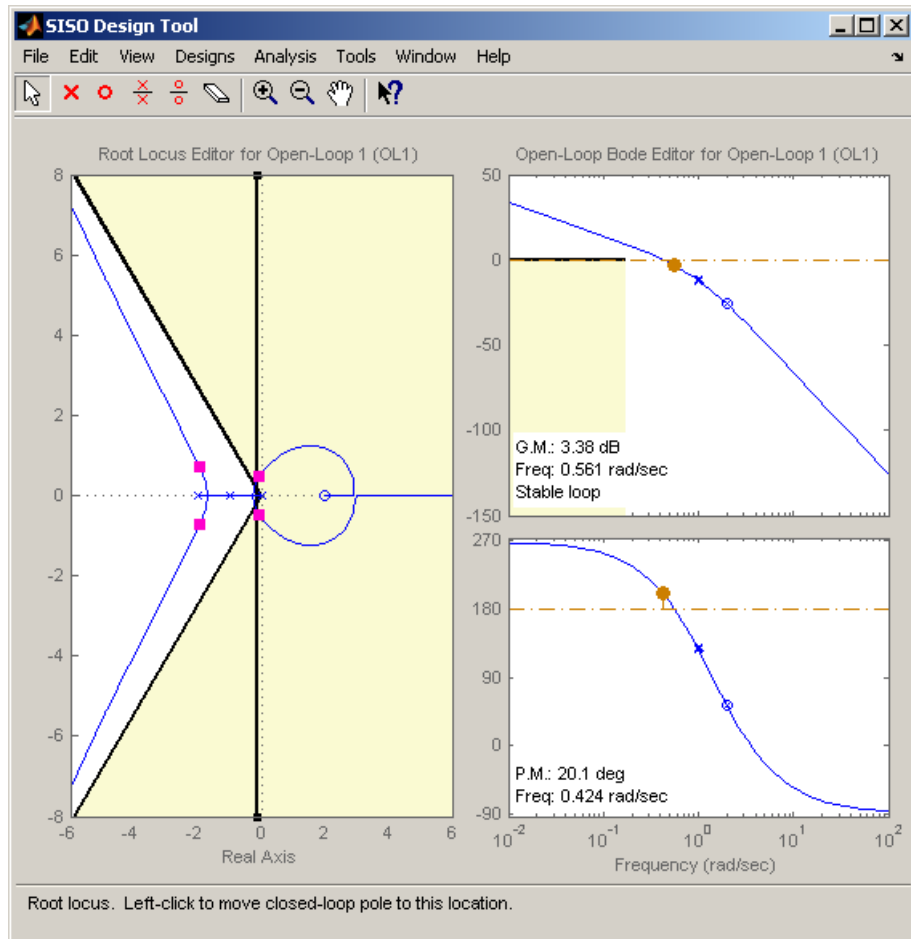 SISO Design Tool
File Edit View Designs Analysis Tools Window Help
Root Locus Editor for Open-Loop 1 (OL1)
8
6
4
2
0
-2
-4
-6
-8
-6 -4 -2 0 2 4 6
Real Axis
Open-Loop Bode Editor for Open-Loop 1 (OL1)
50
0
-50
-100
-150
G.M.: 3.38 dB
Freq: 0.561 rad/sec
Stable loop
270
180
90
0
-90
P.M.: 20.1 deg
Freq: 0.424 rad/sec
10^-2 10^-1 10^0 10^1 10^2
Frequency (rad/sec)
Root locus. Left-click to move closed-loop pole to this location.